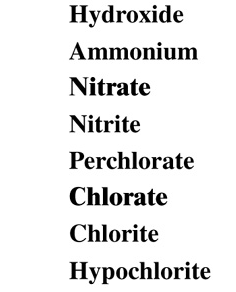 Hydroxide
Ammonium
Nitrate
Nitrite
Perchlorate
Chlorate
Chlorite
Hypochlorite